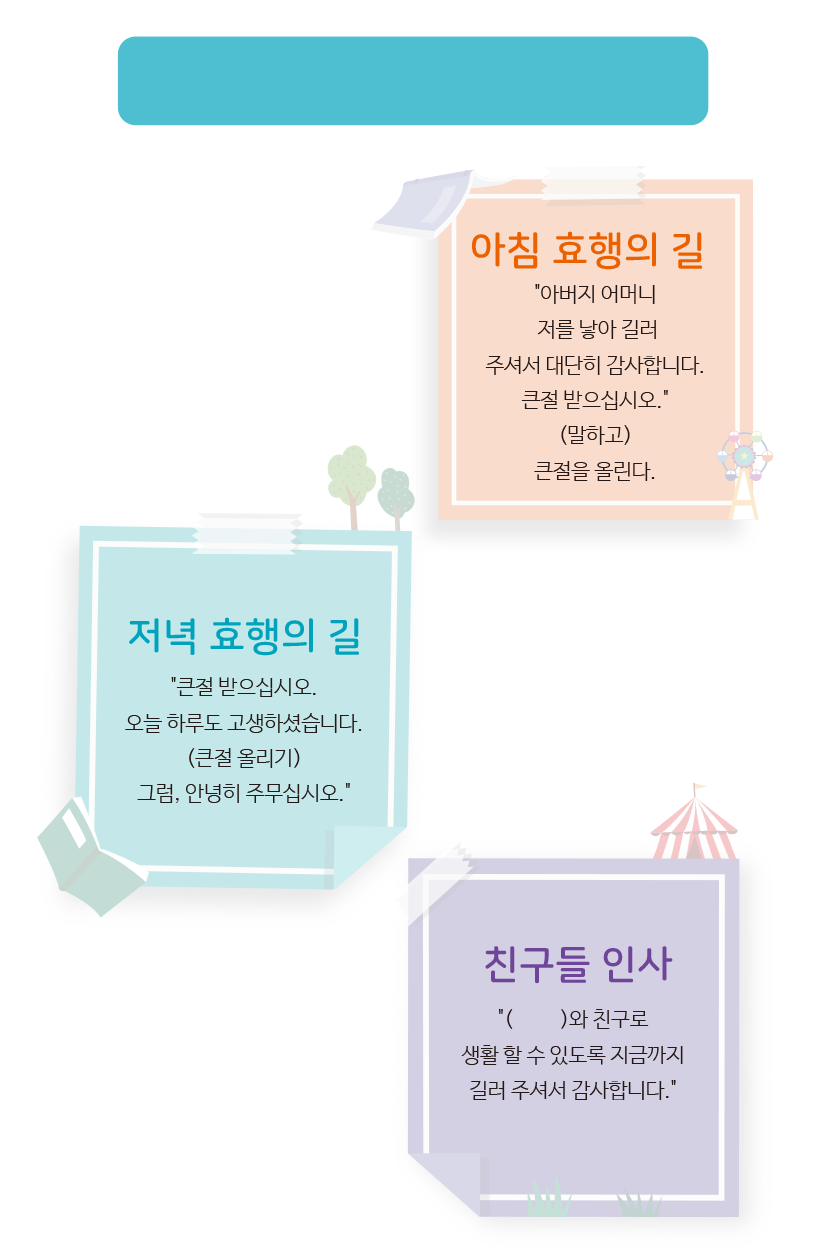 아침 효행의 길
"아버지 어머니
저를 낳아 길러
주셔서 대단히 감사합니다.
큰절 받으십시오."
(말하고)
큰절을 올린다.
저녁 효행의 길
"큰절 받으십시오.
오늘 하루도 고생하셨습니다.
(큰절 올리기)
그럼, 안녕히 주무십시오."
친구들 인사
"(     )와 친구로
생활 할 수 있도록 지금까지
길러 주셔서 감사합니다."